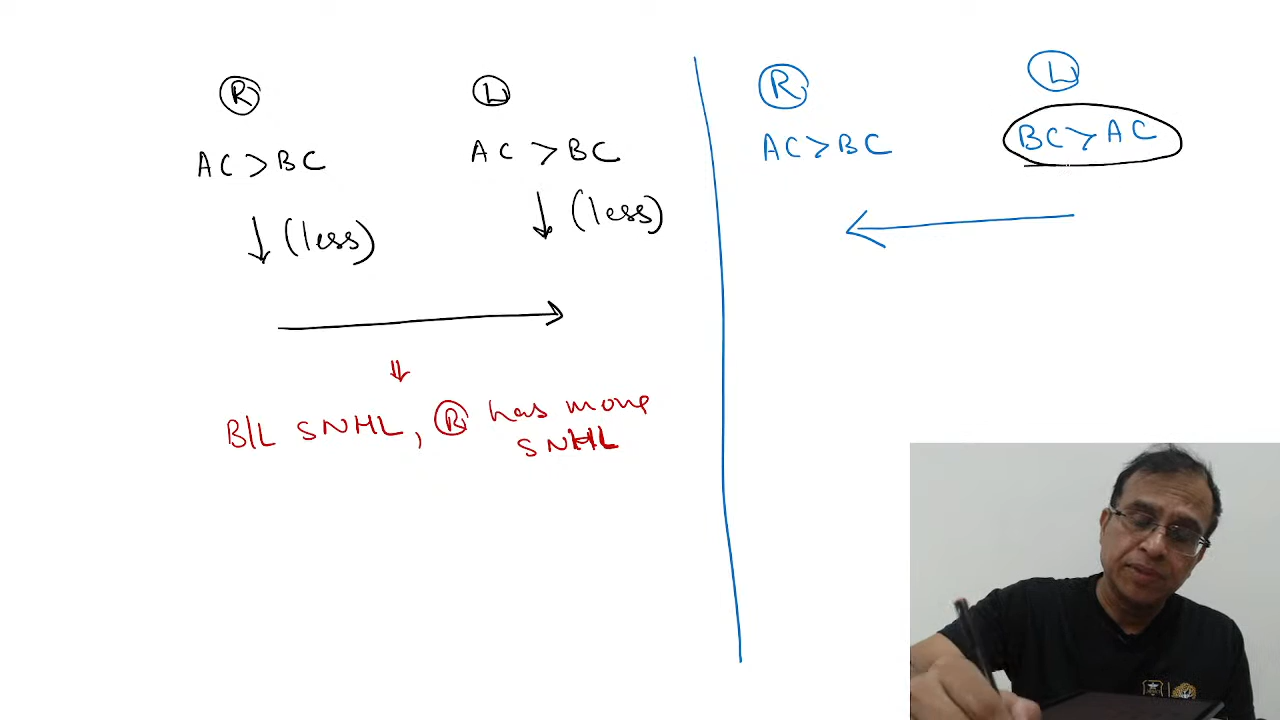 R L
AC > BC AC > BC
↓ (less) ↓ (less)
→
⇓
B/L SNHL, R has more
SNHL
R L
AC > BC BC > AC
←